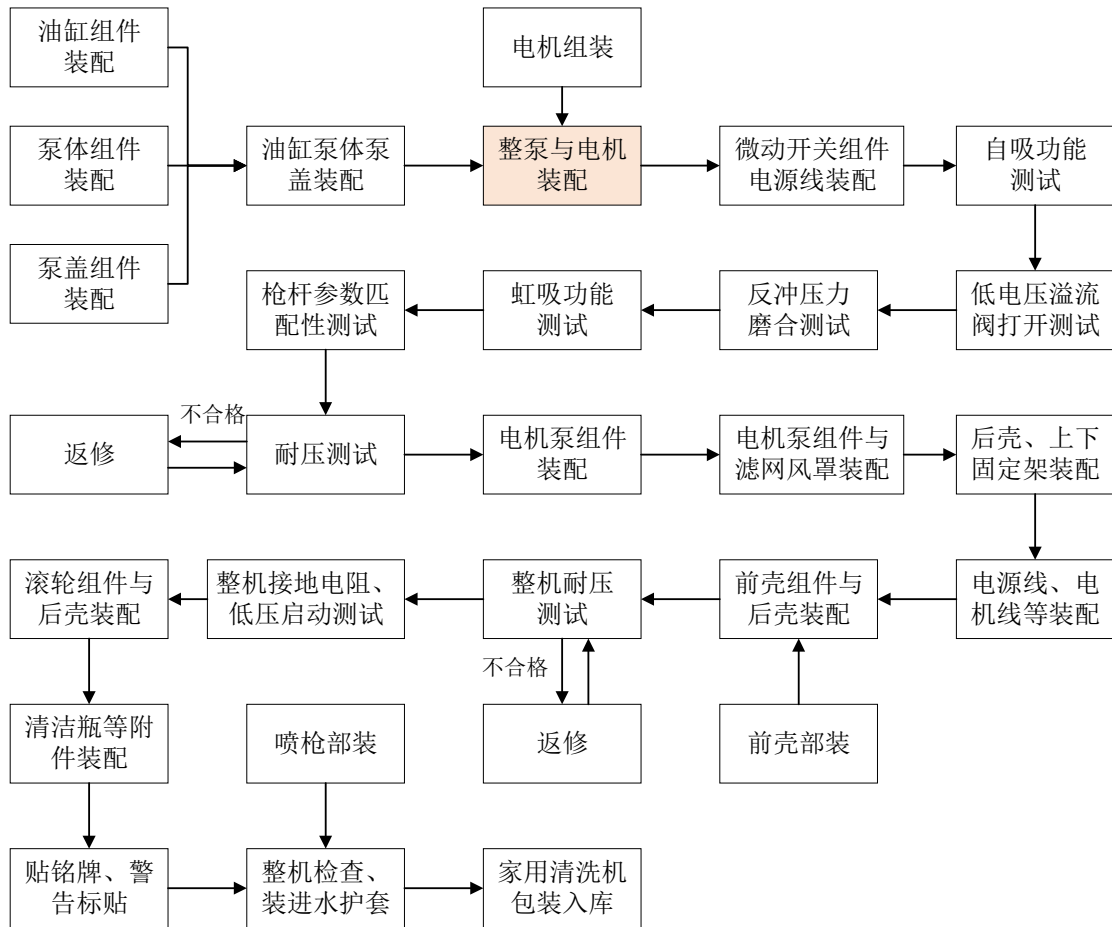 油缸组件
装配
电机组装
泵体组件
装配
油缸泵体泵
盖装配
整泵与电机
装配
微动开关组件
电源线装配
自吸功能
测试
泵盖组件
装配
枪杆参数匹
配性测试
虹吸功能
测试
反冲压力
磨合测试
低电压溢流
阀打开测试
不合格
返修
耐压测试
电机泵组件
装配
电机泵组件与
滤网风罩装配
后壳、上下
固定架装配
滚轮组件与
后壳装配
整机接地电阻、
低压启动测试
整机耐压
测试
前壳组件与
后壳装配
电源线、电
机线等装配
不合格
清洁瓶等附
件装配
喷枪部装
返修
前壳部装
贴铭牌、警
告标贴
整机检查、
装进水护套
家用清洗机
包装入库